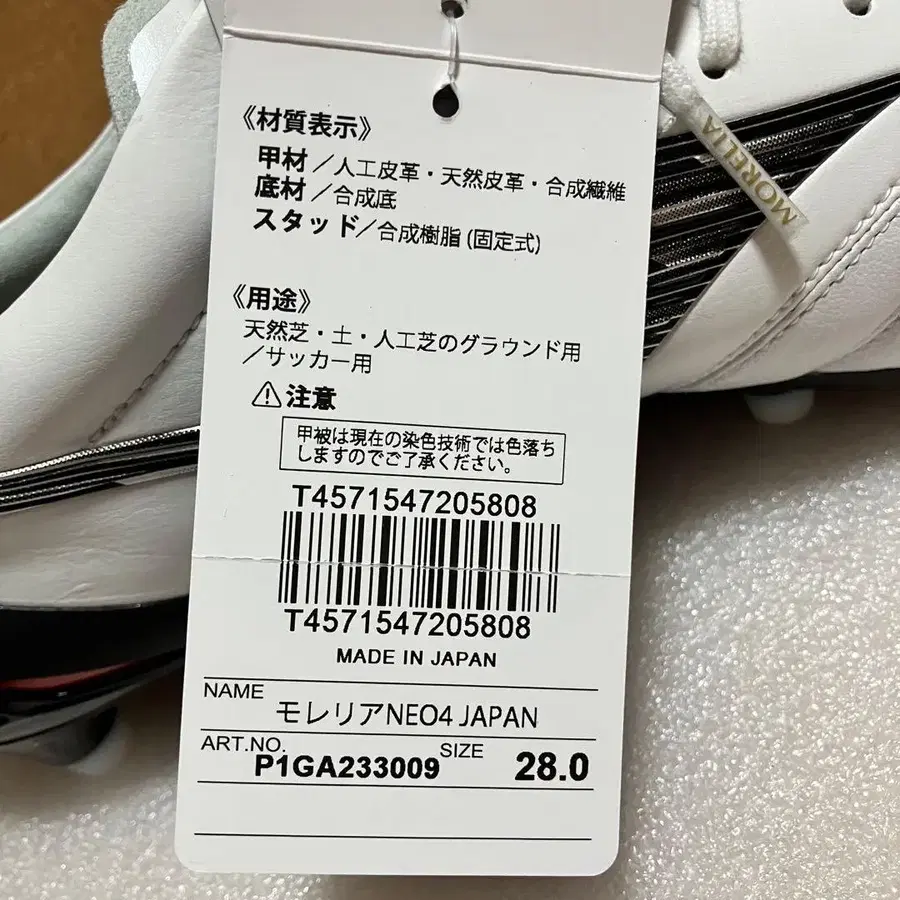 《材質表示》
甲材／人工皮革・天然皮革・合成繊維
底材／合成底
スタッド／合成樹脂(固定式)
《用途》
天然芝・土・人工芝のグラウンド用
／サッカー用
⚠注意
甲被は現在の染色技術では色落ち
しますのでご了承ください。
T4571547205808
T4571547205808
MADE IN JAPAN
NAME
モレリアNEO4 JAPAN
ART.NO.
P1GA233009
SIZE
28.0
MORELIA